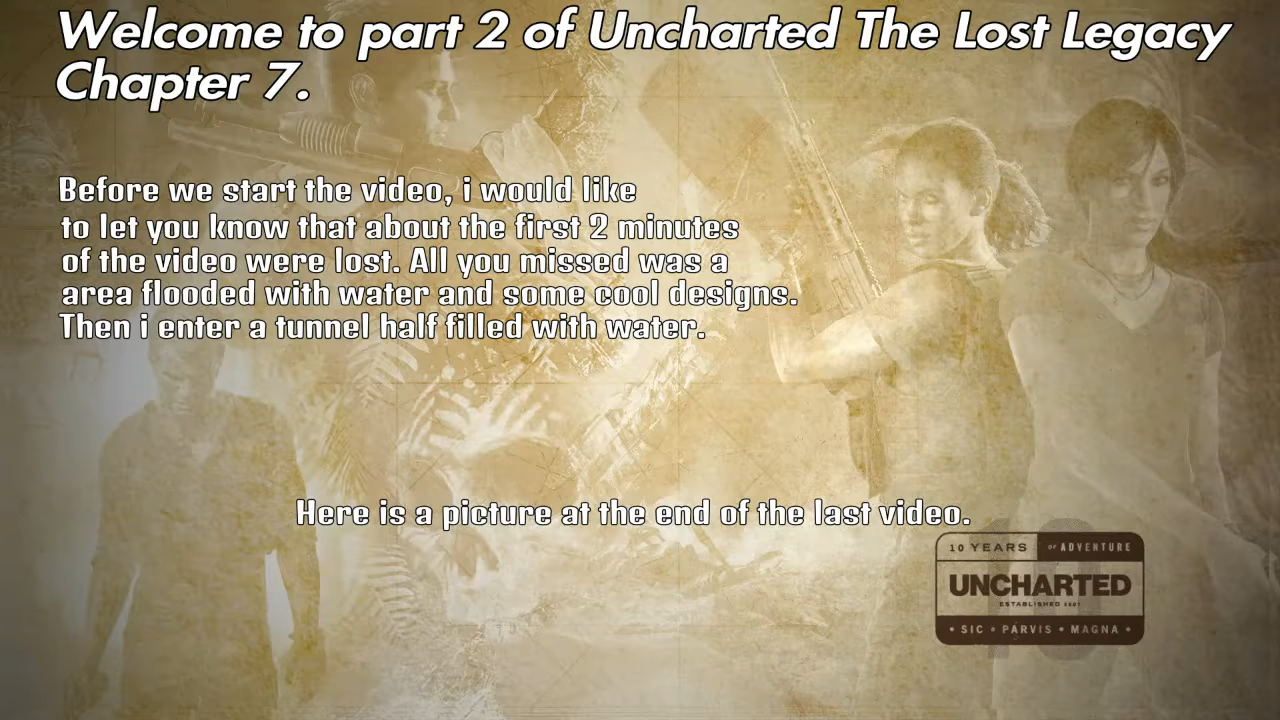 Welcome to part 2 of Uncharted The Lost Legacy
Chapter 7.
Before we start the video, i would like
to let you know that about the first 2 minutes
of the video were lost. All you missed was a
area flooded with water and some cool designs.
Then i enter a tunnel half filled with water.
Here is a picture at the end of the last video.
10 YEARS OF ADVENTURE
UNCHARTED
ESTABLISHED 2007
• SIC • PARVIS • MAGNA •